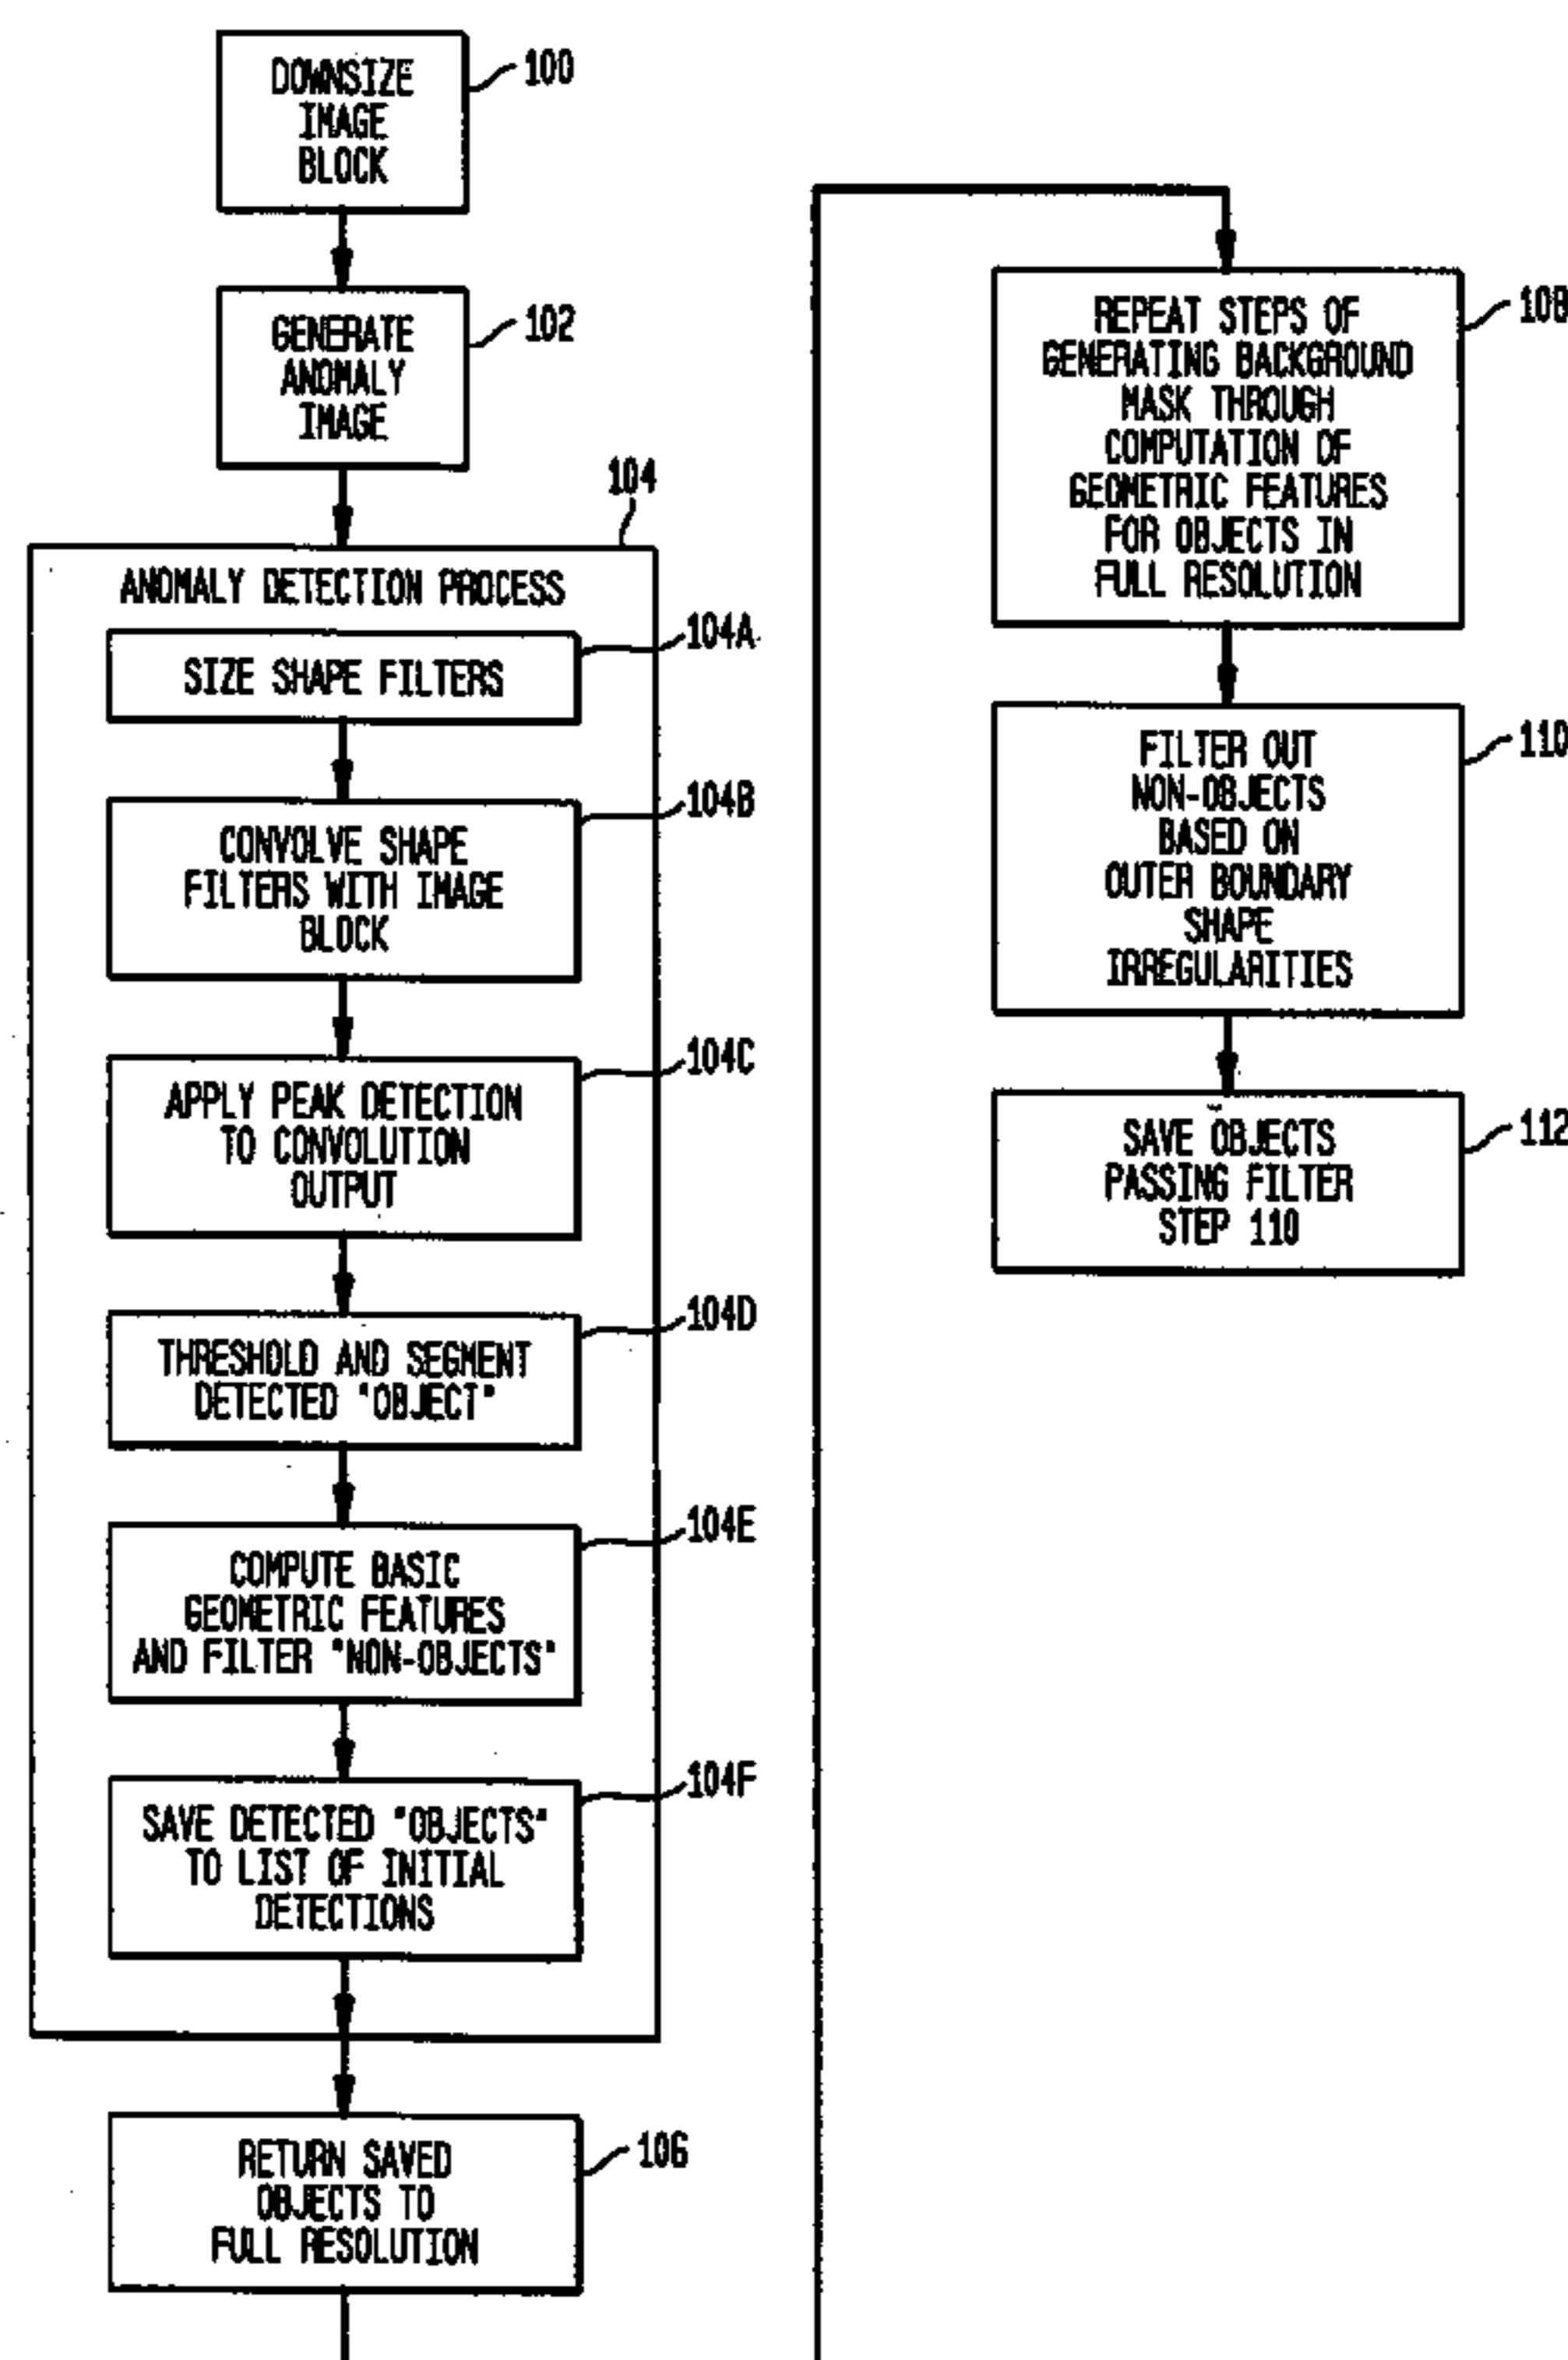 DOWNSIZE
IMAGE
BLOCK
100
GENERATE
ANOMALY
IMAGE
102
104
ANOMALY DETECTION PROCESS
SIZE SHAPE FILTERS
104A
CONVOLVE SHAPE
FILTERS WITH IMAGE
BLOCK
104B
APPLY PEAK DETECTION
TO CONVOLUTION
OUTPUT
104C
THRESHOLD AND SEGMENT
DETECTED "OBJECT"
104D
COMPUTE BASIC
GEOMETRIC FEATURES
AND FILTER "NON-OBJECTS"
104E
SAVE DETECTED "OBJECTS"
TO LIST OF INITIAL
DETECTIONS
104F
RETURN SAVED
OBJECTS TO
FULL RESOLUTION
106
REPEAT STEPS OF
GENERATING BACKGROUND
MASK THROUGH
COMPUTATION OF
GEOMETRIC FEATURES
FOR OBJECTS IN
FULL RESOLUTION
108
FILTER OUT
NON-OBJECTS
BASED ON
OUTER BOUNDARY
SHAPE
IRREGULARITIES
110
SAVE OBJECTS
PASSING FILTER
STEP 110
112